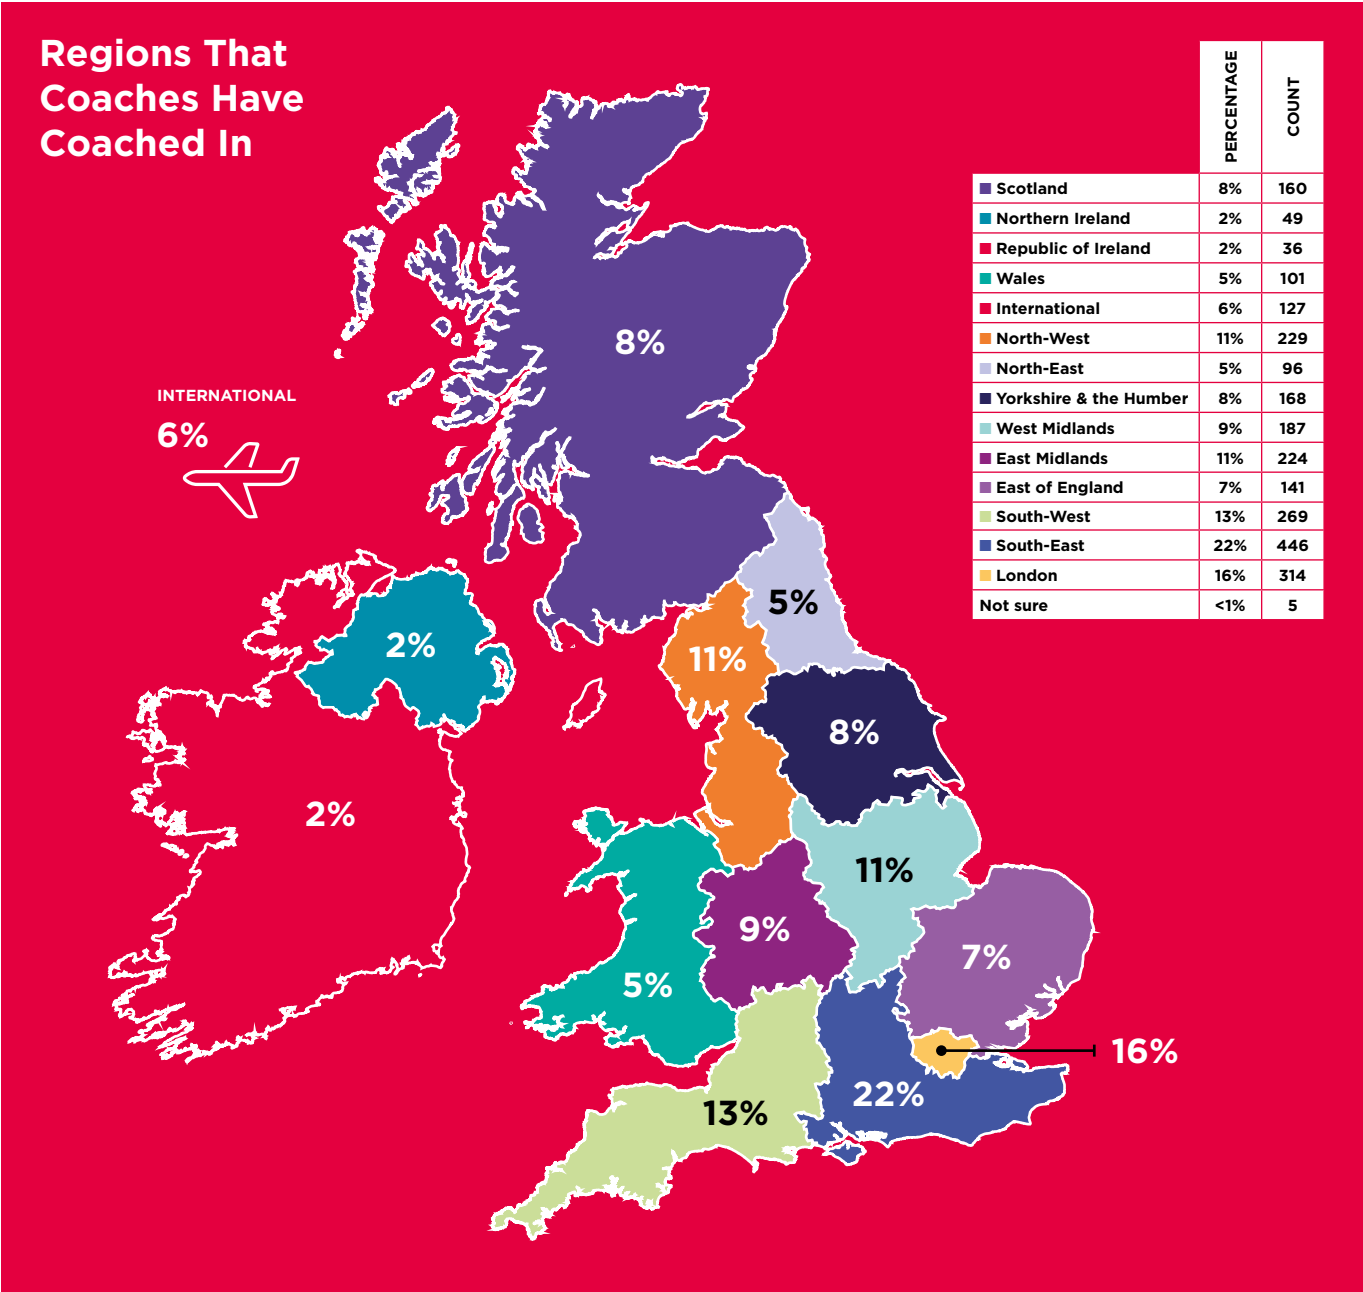 Regions That
Coaches Have
Coached In
PERCENTAGE COUNT
Scotland 8% 160
Northern Ireland 2% 49
Republic of Ireland 2% 36
Wales 5% 101
International 6% 127
North-West 11% 229
North-East 5% 96
Yorkshire & the Humber 8% 168
West Midlands 9% 187
East Midlands 11% 224
East of England 7% 141
South-West 13% 269
South-East 22% 446
London 16% 314
Not sure <1% 5
8%
INTERNATIONAL
6%
5%
2%
11%
8%
2%
11%
9%
7%
5%
16%
22%
13%